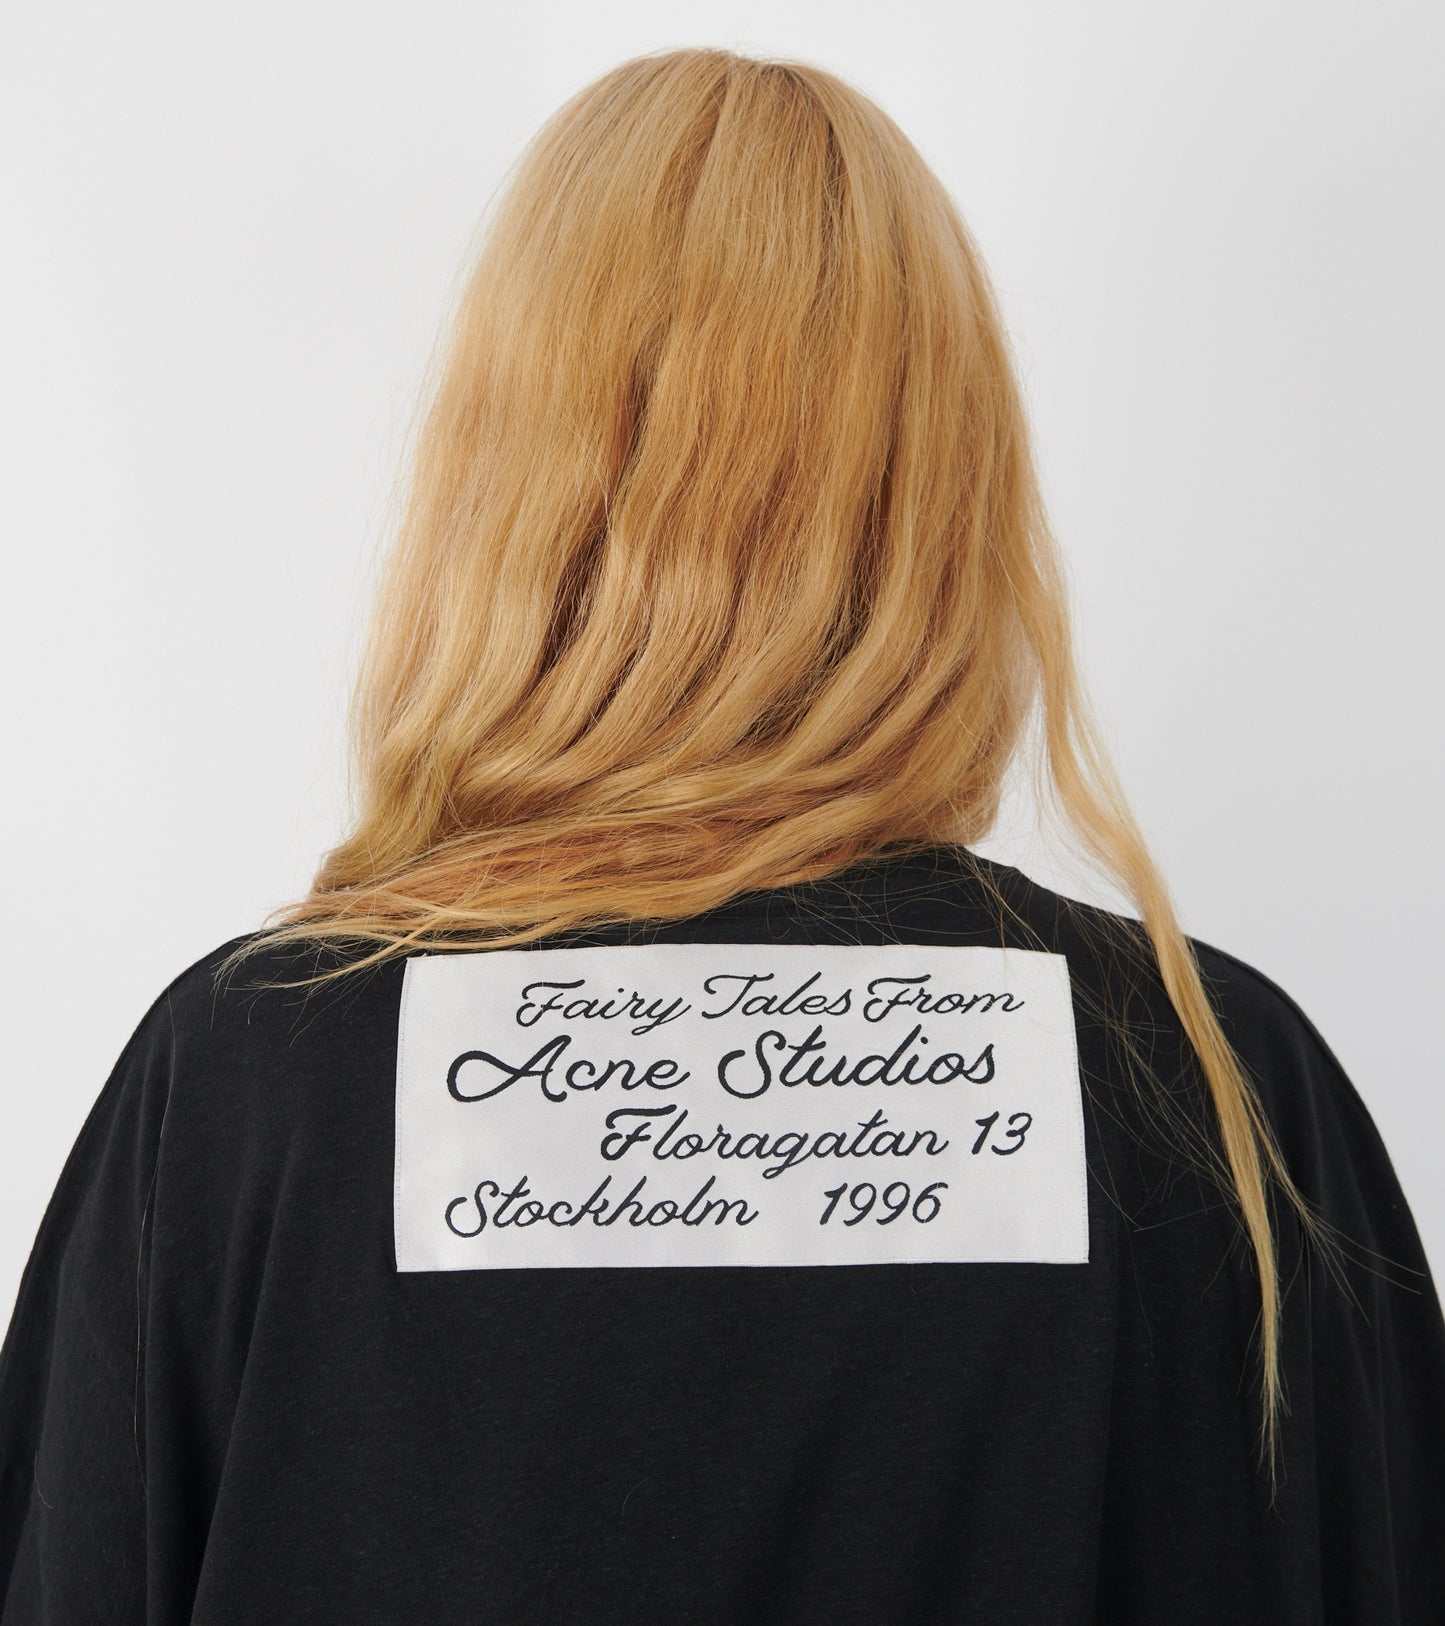 Fairy Tales From
Acne Studios
Floragatan 13
Stockholm 1996